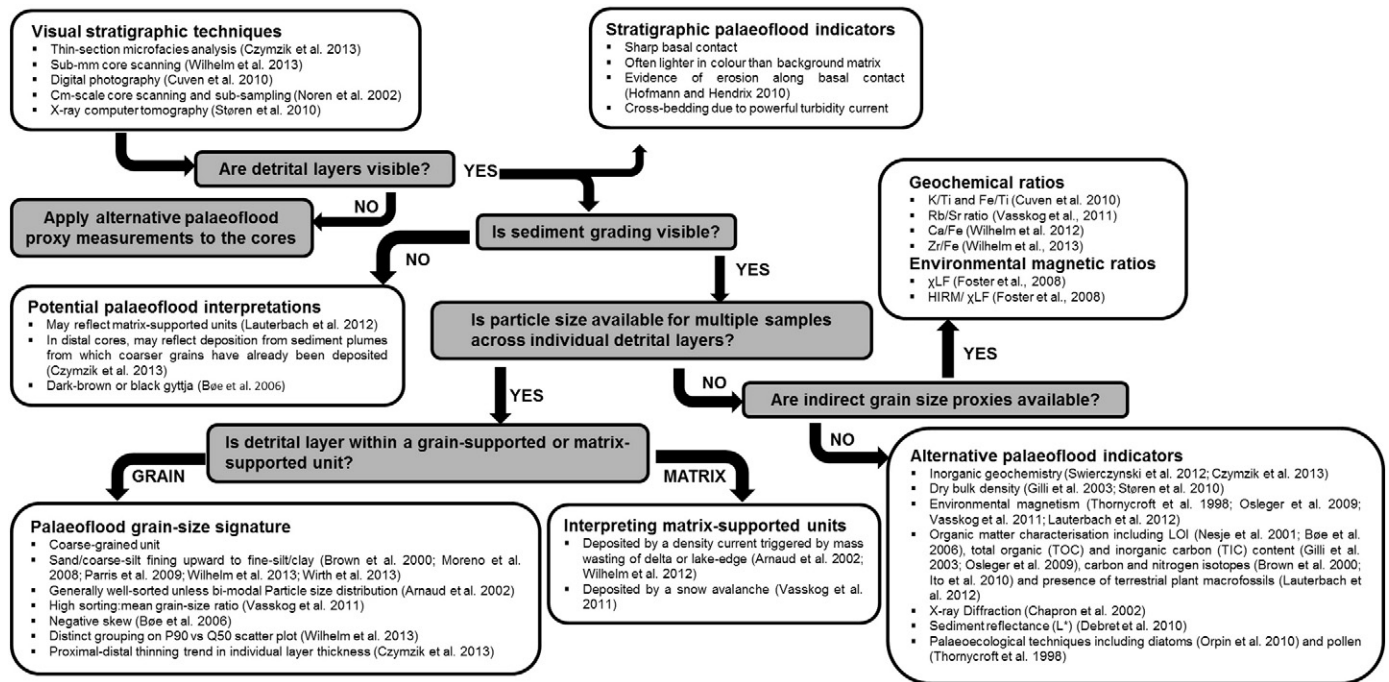 Visual stratigraphic techniques
▪ Thin-section microfacies analysis (Czymzik et al. 2013)
▪ Sub-mm core scanning (Wilhelm et al. 2013)
▪ Digital photography (Cuven et al. 2010)
▪ Cm-scale core scanning and sub-sampling (Noren et al. 2002)
▪ X-ray computer tomography (Støren et al. 2010)
Stratigraphic palaeoflood indicators
▪ Sharp basal contact
▪ Often lighter in colour than background matrix
▪ Evidence of erosion along basal contact
(Hofmann and Hendrix 2010)
▪ Cross-bedding due to powerful turbidity current
Are detrital layers visible?
YES
NO
Apply alternative palaeoflood
proxy measurements to the cores
Is sediment grading visible?
NO
YES
Geochemical ratios
▪ K/Ti and Fe/Ti (Cuven et al. 2010)
▪ Rb/Sr ratio (Vasskog et al., 2011)
▪ Ca/Fe (Wilhelm et al. 2012)
▪ Zr/Fe (Wilhelm et al., 2013)
Environmental magnetic ratios
▪ χLF (Foster et al., 2008)
▪ HIRM/ χLF (Foster et al., 2008)
Potential palaeoflood interpretations
▪ May reflect matrix-supported units (Lauterbach et al. 2012)
▪ In distal cores, may reflect deposition from sediment plumes
from which coarser grains have already been deposited
(Czymzik et al. 2013)
▪ Dark-brown or black gyttja (Bøe et al. 2006)
Is particle size available for multiple samples
across individual detrital layers?
YES
NO
YES
Are indirect grain size proxies available?
NO
Is detrital layer within a grain-supported or matrix-
supported unit?
GRAIN
MATRIX
Palaeoflood grain-size signature
▪ Coarse-grained unit
▪ Sand/coarse-silt fining upward to fine-silt/clay (Brown et al. 2000; Moreno et al.
2008; Parris et al. 2009; Wilhelm et al. 2013; Wirth et al. 2013)
▪ Generally well-sorted unless bi-modal Particle size distribution (Arnaud et al. 2002)
▪ High sorting:mean grain-size ratio (Vasskog et al. 2011)
▪ Negative skew (Bøe et al. 2006)
▪ Distinct grouping on P90 vs Q50 scatter plot (Wilhelm et al. 2013)
▪ Proximal-distal thinning trend in individual layer thickness (Czymzik et al. 2013)
Interpreting matrix-supported units
▪ Deposited by a density current triggered by mass
wasting of delta or lake-edge (Arnaud et al. 2002;
Wilhelm et al. 2012)
▪ Deposited by a snow avalanche (Vasskog et al.
2011)
Alternative palaeoflood indicators
▪ Inorganic geochemistry (Swierczynski et al. 2012; Czymzik et al. 2013)
▪ Dry bulk density (Gilli et al. 2003; Støren et al. 2010)
▪ Environmental magnetism (Thornycroft et al. 1998; Osleger et al. 2009;
Vasskog et al. 2011; Lauterbach et al. 2012)
▪ Organic matter characterisation including LOI (Nesje et al. 2001; Bøe et al.
2006), total organic (TOC) and inorganic carbon (TIC) content (Gilli et al.
2003; Osleger et al. 2009), carbon and nitrogen isotopes (Brown et al. 2000;
Ito et al. 2010) and presence of terrestrial plant macrofossils (Lauterbach et
al. 2012)
▪ X-ray Diffraction (Chapron et al. 2002)
▪ Sediment reflectance (L*) (Debret et al. 2010)
▪ Palaeoecological techniques including diatoms (Orpin et al. 2010) and pollen
(Thornycroft et al. 1998)